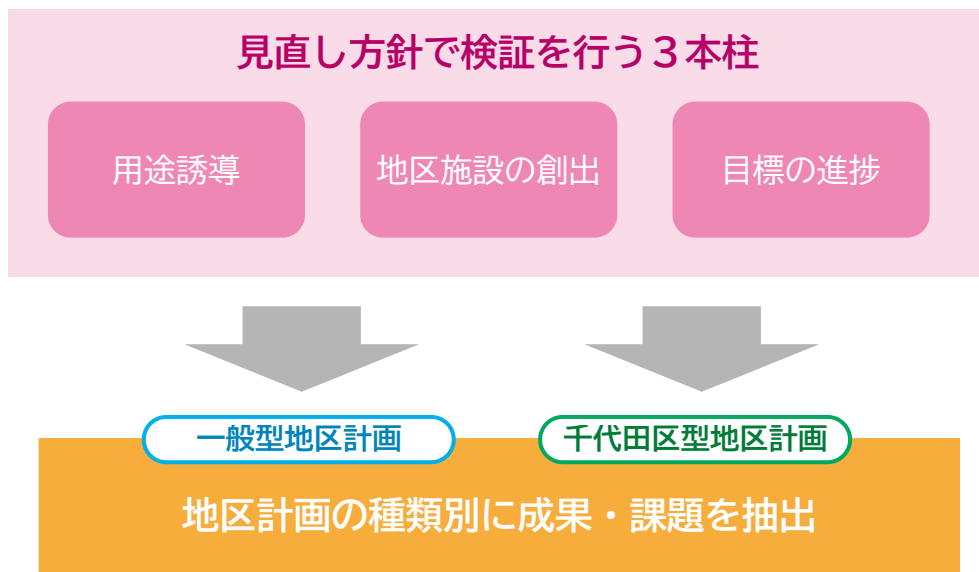 見直し方針で検証を行う３本柱
用途誘導
地区施設の創出
目標の進捗
一般型地区計画
千代田区型地区計画
地区計画の種類別に成果・課題を抽出